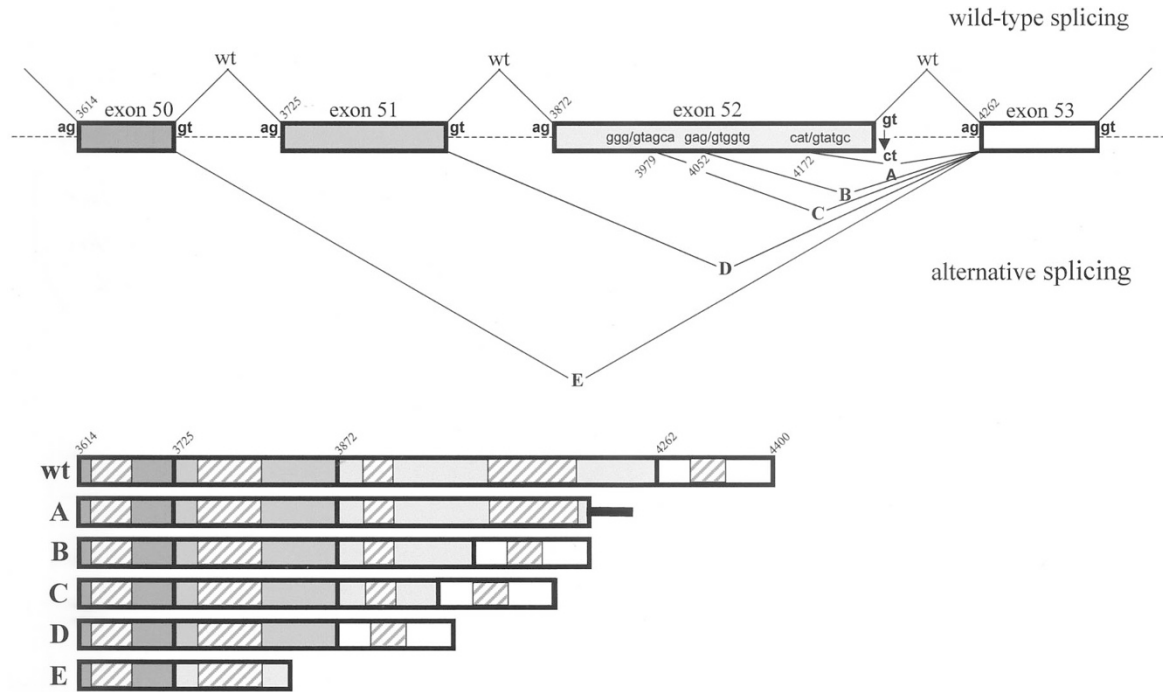 wild-type splicing
wt wt wt
3614 exon 50 3725 exon 51 3872 exon 52 4262 exon 53
ag gt ag gt ag gt ag gt
ggg/gtagca gag/gtggtg cat/gtatgc
3979 4052 4172 ct
A
B
C
D
alternative splicing
E
3614 3725 3872 4262 4400
wt
A
B
C
D
E